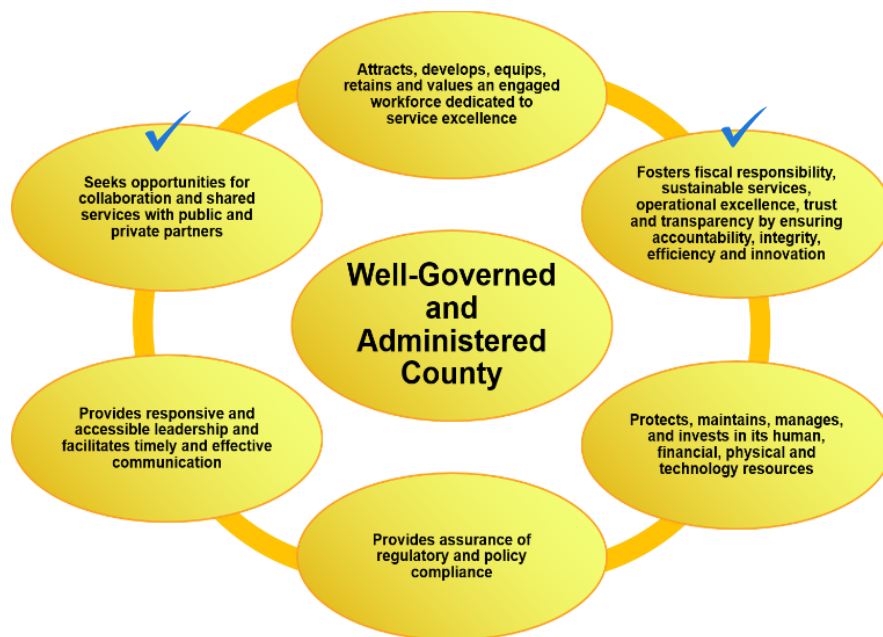 Attracts, develops, equips,
retains and values an engaged
workforce dedicated to
service excellence
Seeks opportunities for
collaboration and shared
services with public and
private partners
Fosters fiscal responsibility,
sustainable services,
operational excellence, trust
and transparency by ensuring
accountability, integrity,
efficiency and innovation
Well-Governed
and
Administered
County
Provides responsive and
accessible leadership and
facilitates timely and effective
communication
Protects, maintains, manages,
and invests in its human,
financial, physical and
technology resources
Provides assurance of
regulatory and policy
compliance